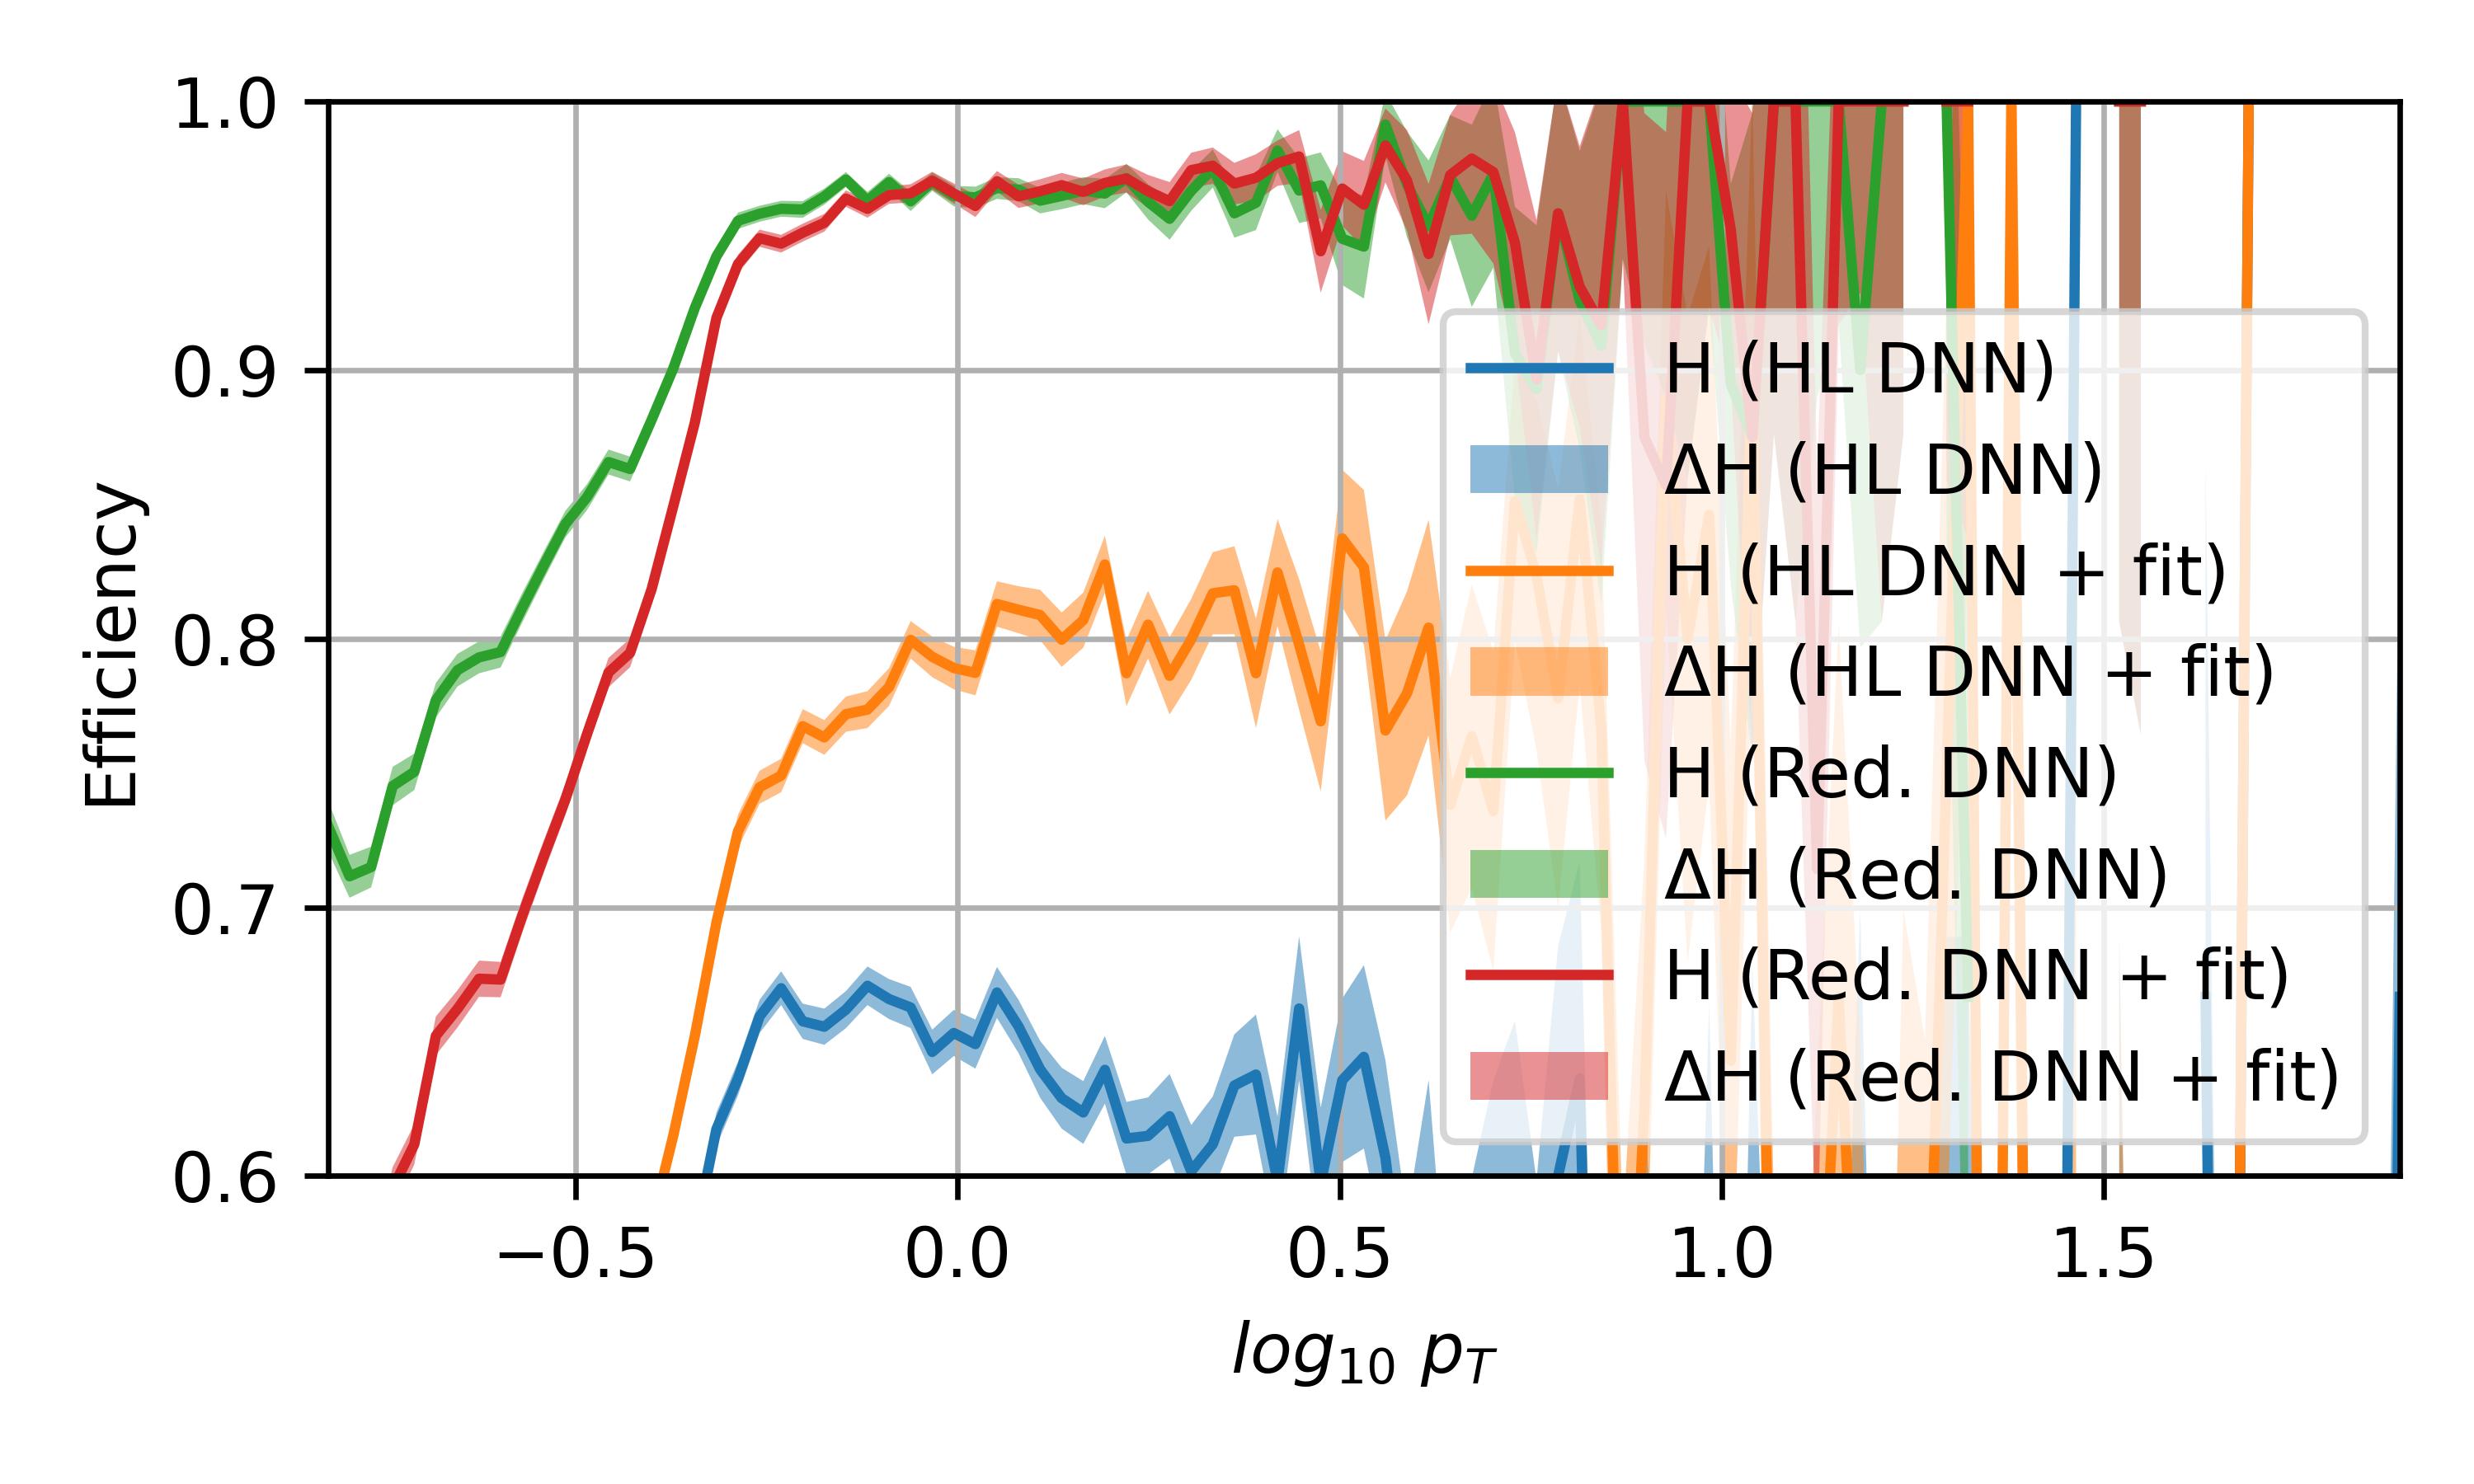 1.0
0.9
0.8
0.7
0.6
Efficiency
−0.5
0.0
0.5
1.0
1.5
log10 pT
H (HL DNN)
ΔH (HL DNN)
H (HL DNN + fit)
ΔH (HL DNN + fit)
H (Red. DNN)
ΔH (Red. DNN)
H (Red. DNN + fit)
ΔH (Red. DNN + fit)